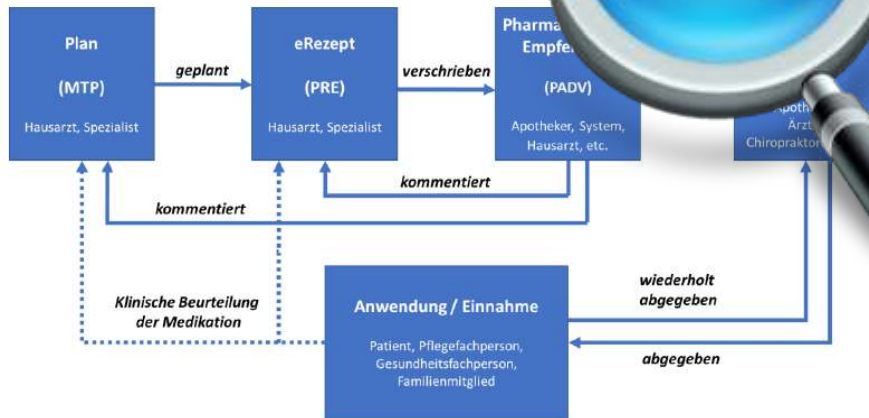 Plan
(MTP)
Hausarzt, Spezialist
geplant
eRezept
(PRE)
Hausarzt, Spezialist
verschrieben
(PADV)
Apotheker, System,
Hausarzt, etc.
Ärzt
kommentiert
kommentiert
Klinische Beurteilung
der Medikation
Anwendung / Einnahme
Patient, Pflegefachperson,
Gesundheitsfachperson,
Familienmitglied
wiederholt
abgegeben
abgegeben